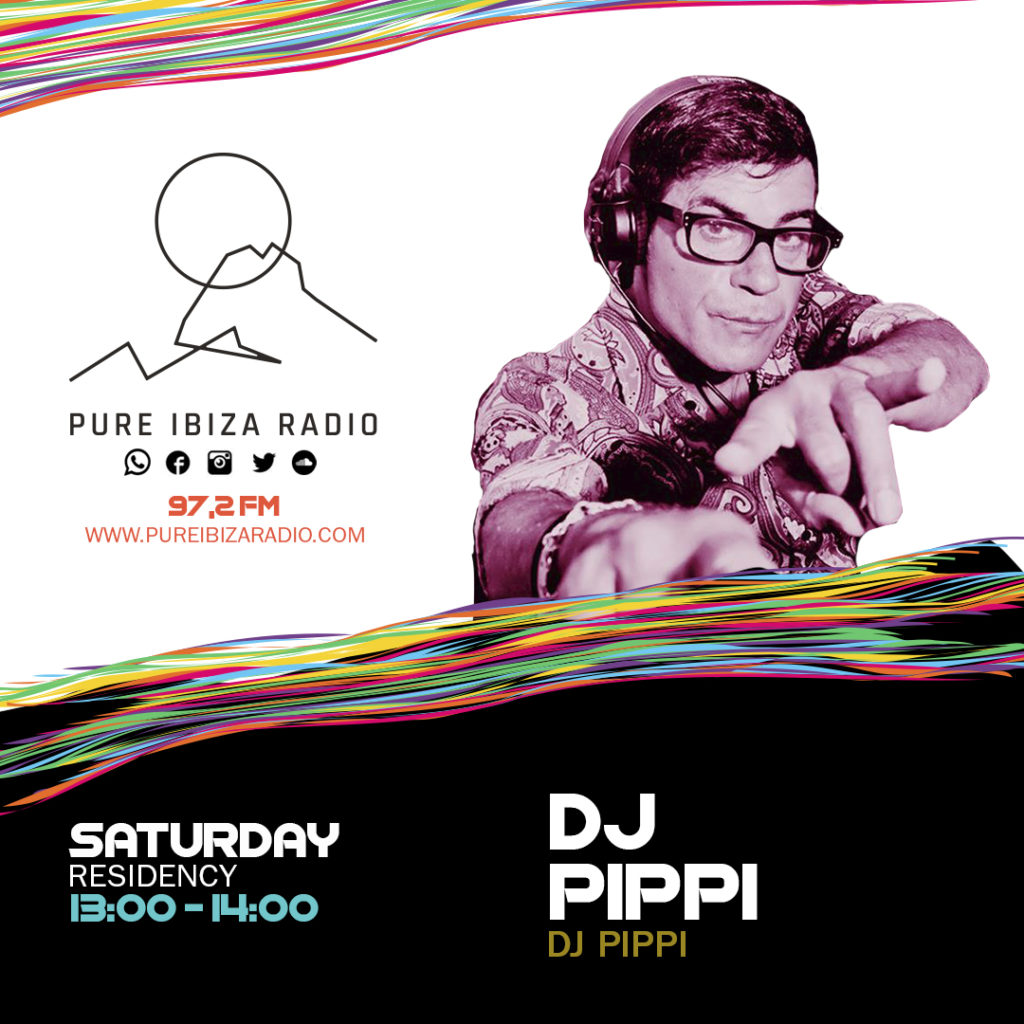 PURE IBIZA RADIO
97,2 FM
WWW.PUREIBIZARADIO.COM
SATURDAY
RESIDENCY
13:00 - 14:00
DJ
PIPPI
DJ PIPPI